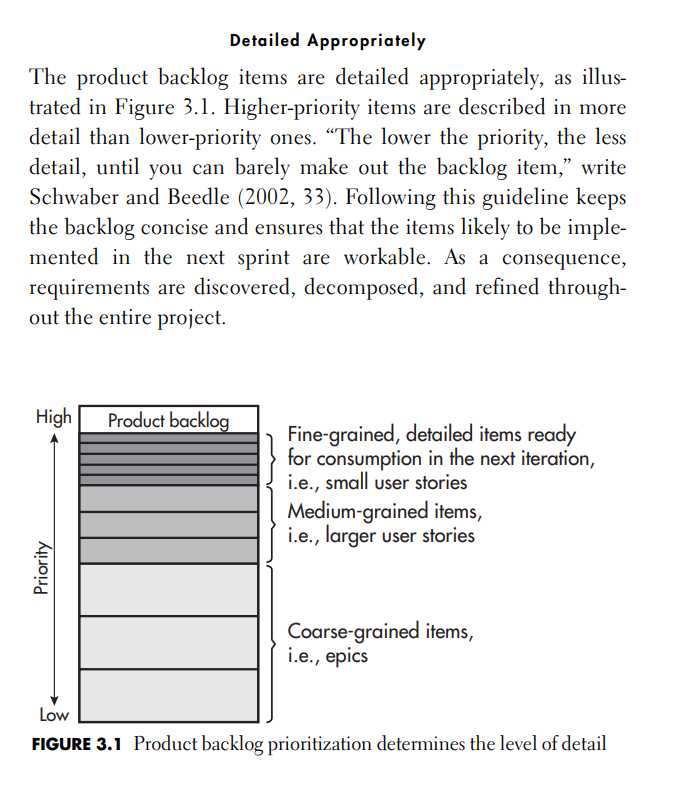 Detailed Appropriately
The product backlog items are detailed appropriately, as illus-
trated in Figure 3.1. Higher-priority items are described in more
detail than lower-priority ones. “The lower the priority, the less
detail, until you can barely make out the backlog item,” write
Schwaber and Beedle (2002, 33). Following this guideline keeps
the backlog concise and ensures that the items likely to be imple-
mented in the next sprint are workable. As a consequence,
requirements are discovered, decomposed, and refined through-
out the entire project.
High
Product backlog
Fine-grained, detailed items ready
for consumption in the next iteration,
i.e., small user stories
Medium-grained items,
i.e., larger user stories
Priority
Coarse-grained items,
i.e., epics
Low
FIGURE 3.1 Product backlog prioritization determines the level of detail